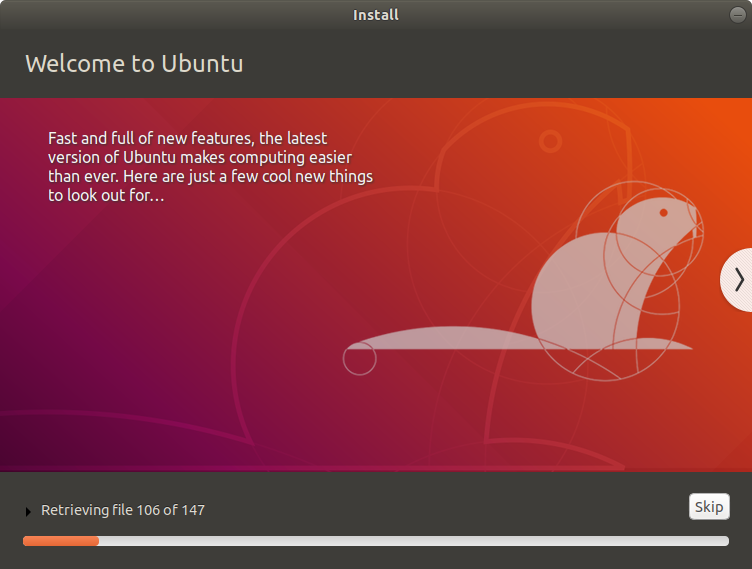 Install
Welcome to Ubuntu
Fast and full of new features, the latest
version of Ubuntu makes computing easier
than ever. Here are just a few cool new things
to look out for...
Retrieving file 106 of 147
Skip